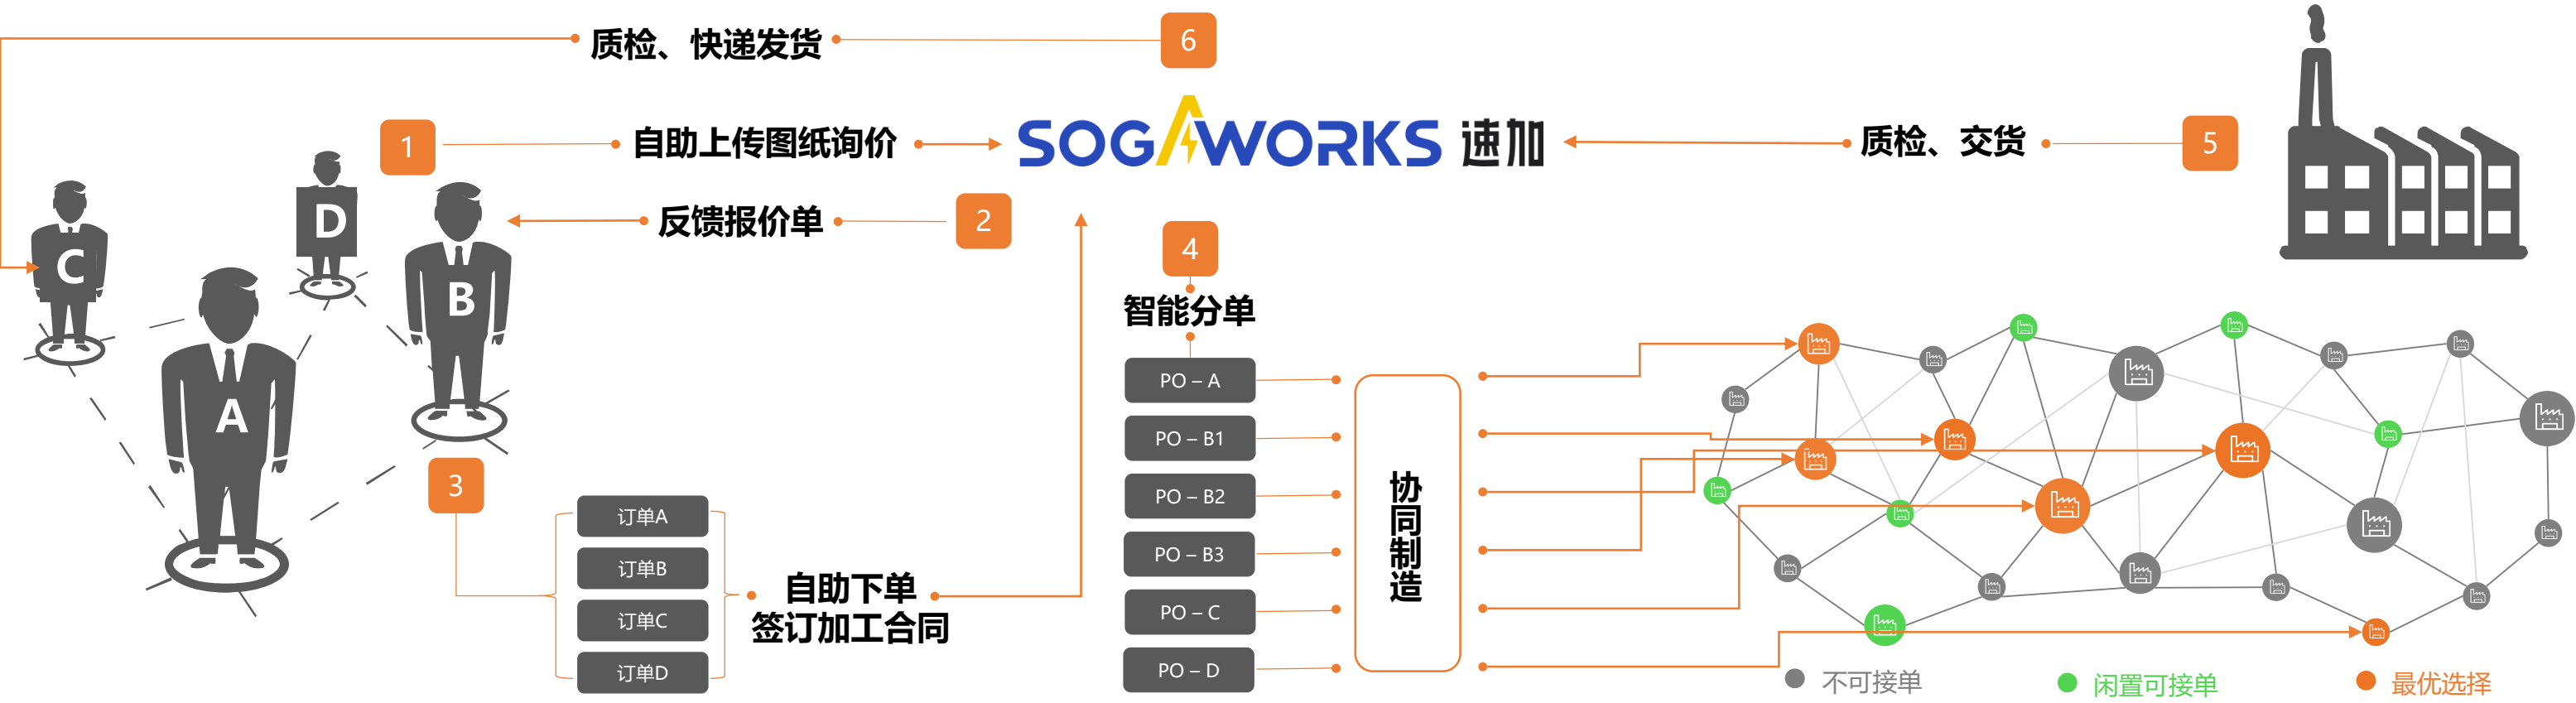 质检、快递发货
6
1
自助上传图纸询价
SOGAWORKS 速加
质检、交货
5
反馈报价单
2
D
C
B
A
4
智能分单
3
订单A
订单B
订单C
订单D
自助下单
签订加工合同
PO – A
PO – B1
PO – B2
PO – B3
PO – C
PO – D
协同制造
不可接单
闲置可接单
最优选择